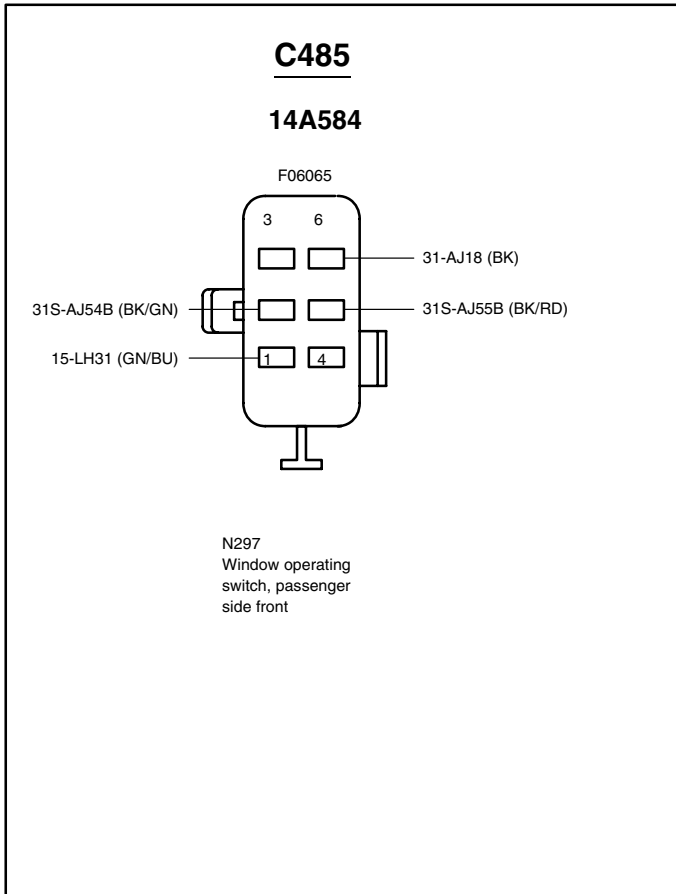 C485
14A584
F06065
3 6
31-AJ18 (BK)
31S-AJ54B (BK/GN)
31S-AJ55B (BK/RD)
15-LH31 (GN/BU)
1 4
N297
Window operating
switch, passenger
side front